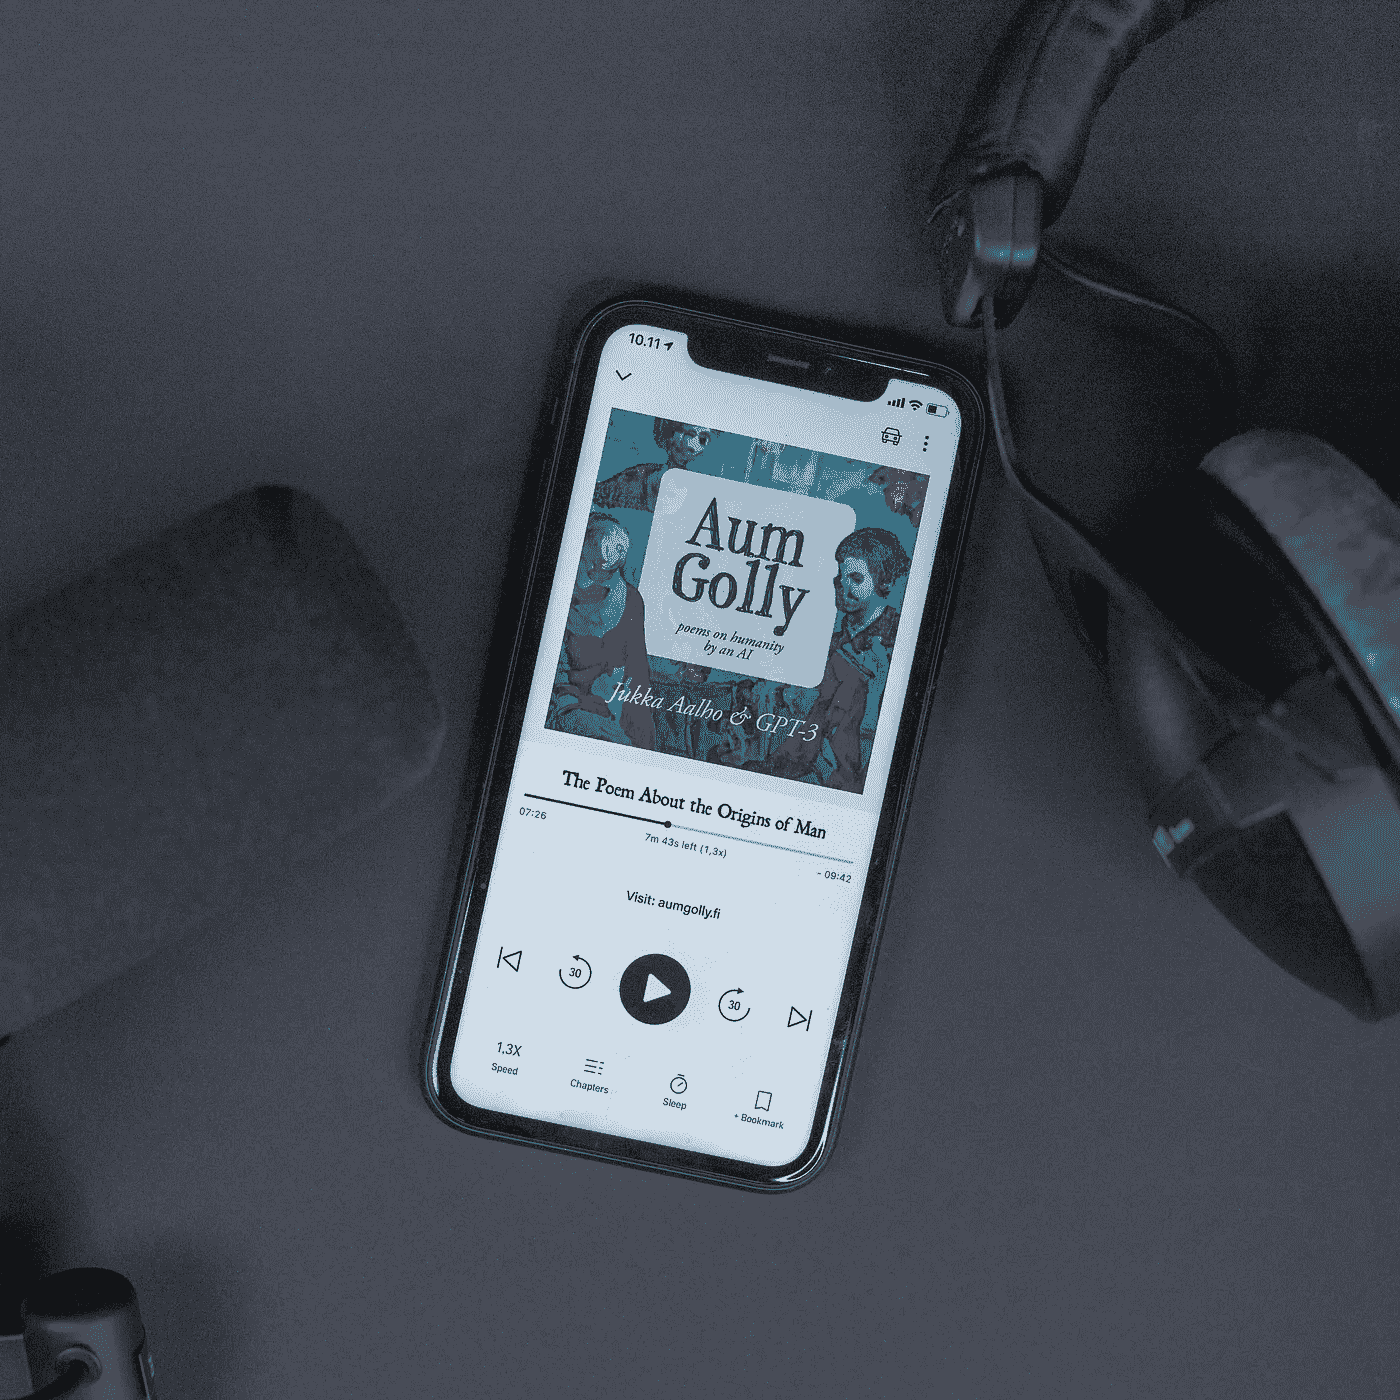 10.11
Aum
Golly
poems on humanity
by an AI
Jukka Aalho & GPT-3
The Poem About the Origins of Man
07:26
7m 43s left (1,3x)
- 09:42
Visit: aumgolly.fi
30
30
1.3X
Speed
Chapters
Sleep
+ Bookmark